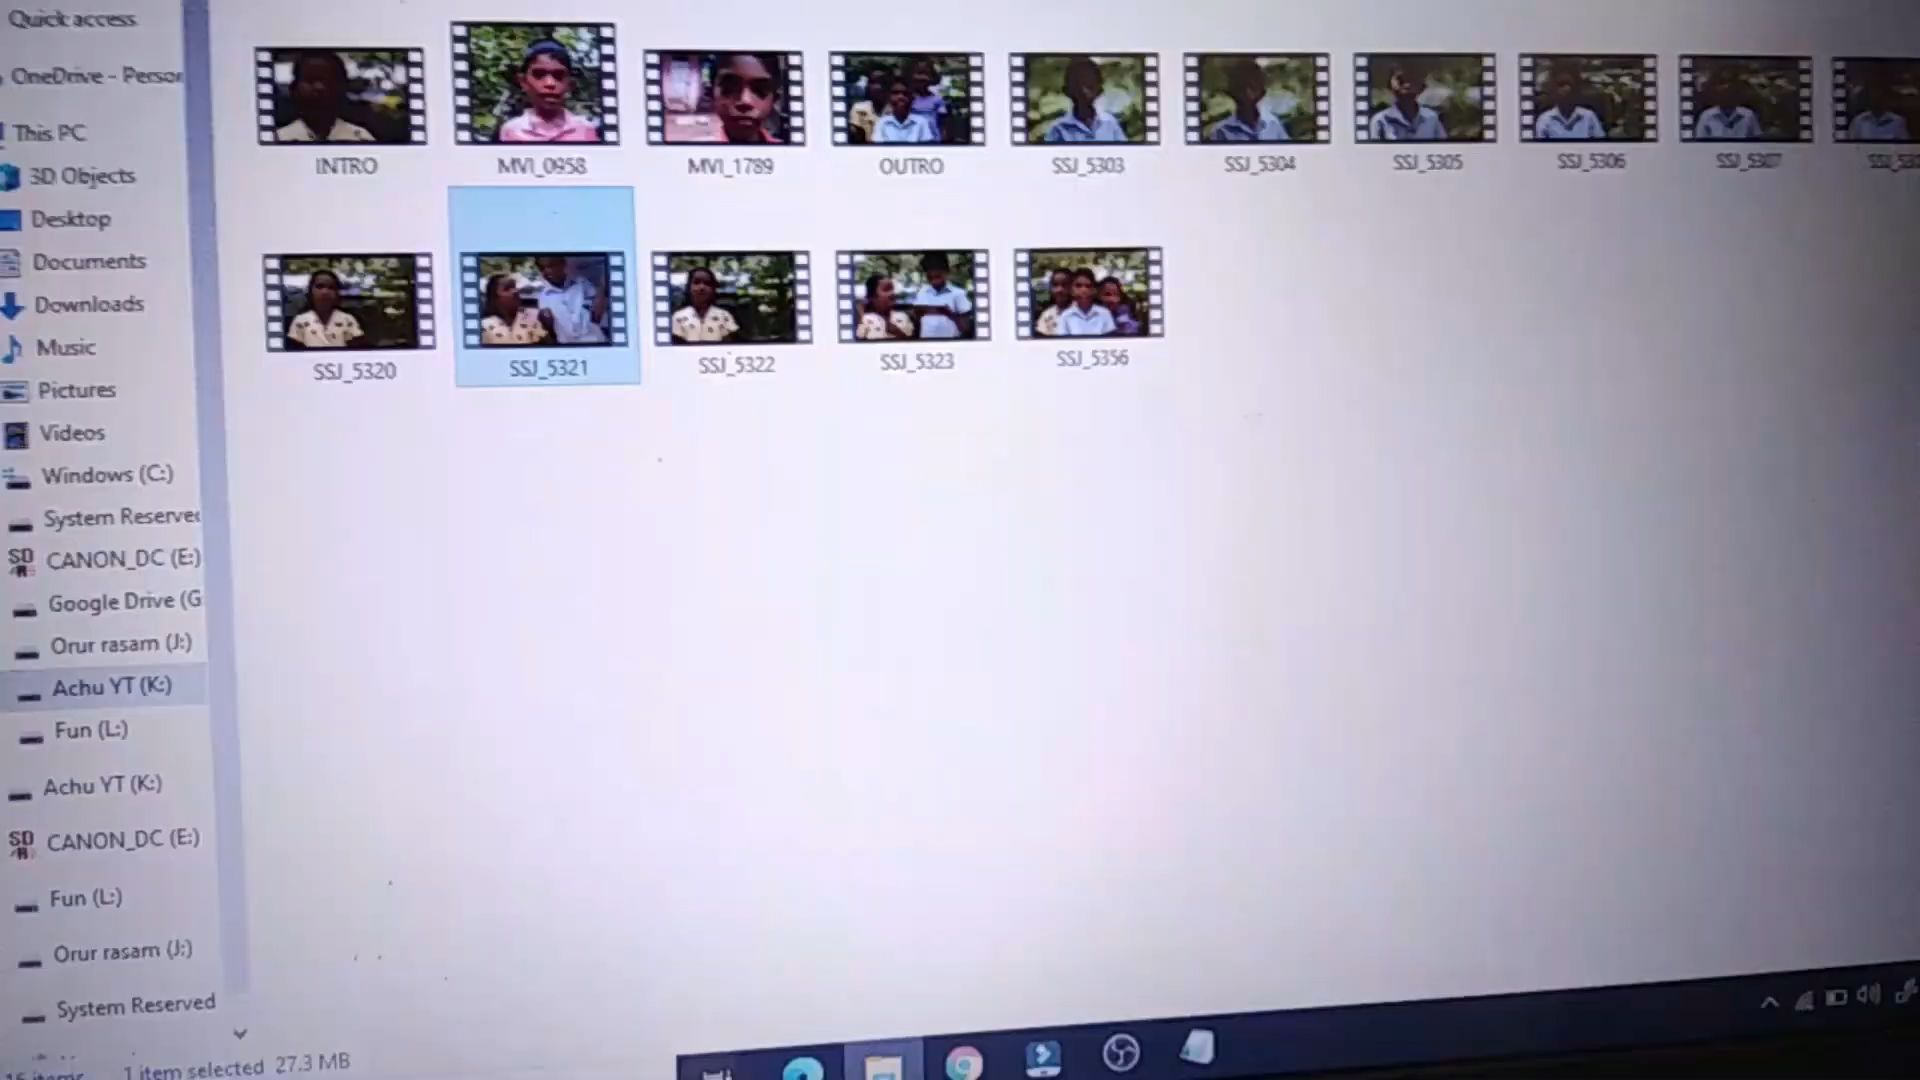 Quick access
OneDrive - Person
This PC
3D Objects
Desktop
Documents
Downloads
Music
Pictures
Videos
Windows (C:)
System Reserved
CANON_DC (E:)
Google Drive (G
Orur rasam (J:)
Achu YT (K:)
Fun (L:)
Achu YT (K:)
CANON_DC (E:)
Fun (L:)
Orur rasam (J:)
System Reserved
INTRO
MVI_0958
MVI_1789
OUTRO
SSJ_5303
SSJ_5304
SSJ_5305
SSJ_5306
SSJ_5307
SSJ_5320
SSJ_5321
SSJ_5322
SSJ_5323
SSJ_5356
1 item selected 27.3 MB